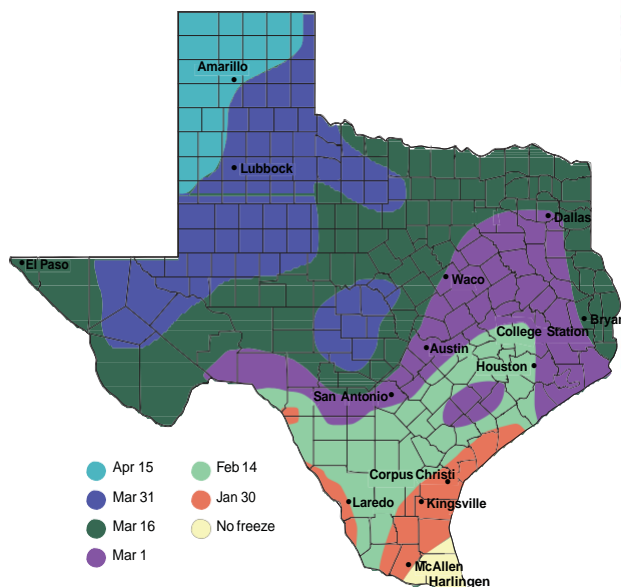 Amarillo
Lubbock
Dallas
El Paso
Waco
Bryan
College Station
Austin
Houston
San Antonio
Apr 15
Feb 14
Corpus Christi
Mar 31
Jan 30
Laredo
Kingsville
Mar 16
No freeze
Mar 1
McAllen
Harlingen